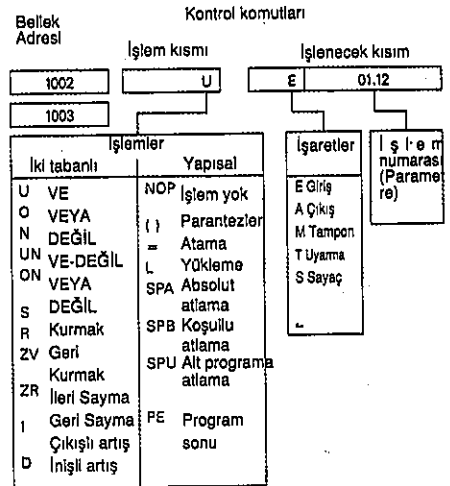 Kontrol komutları
Bellek
Adresi
İşlem kısmı
İşlenecek kısım
1002
U
E
01.12
1003
İşlemler
İki tabanlı
Yapısal
U VE
O VEYA
N DEĞİL
UN VE-DEĞİL
ON VEYA
DEĞİL
S
R Kurmak
ZV Geri
Kurmak
ZR İleri Sayma
I Geri Sayma
Çıkışlı artış
D İnişli artış
NOP İşlem yok
( ) Parantezler
= Atama
L Yükleme
SPA Absolut
atlama
SPB Koşullu
atlama
SPU Alt programa
atlama
PE Program
sonu
İşaretler
E Giriş
A Çıkış
M Tampon
T Uyarma
S Sayaç
İşlem
numarası
(Paramet
re)